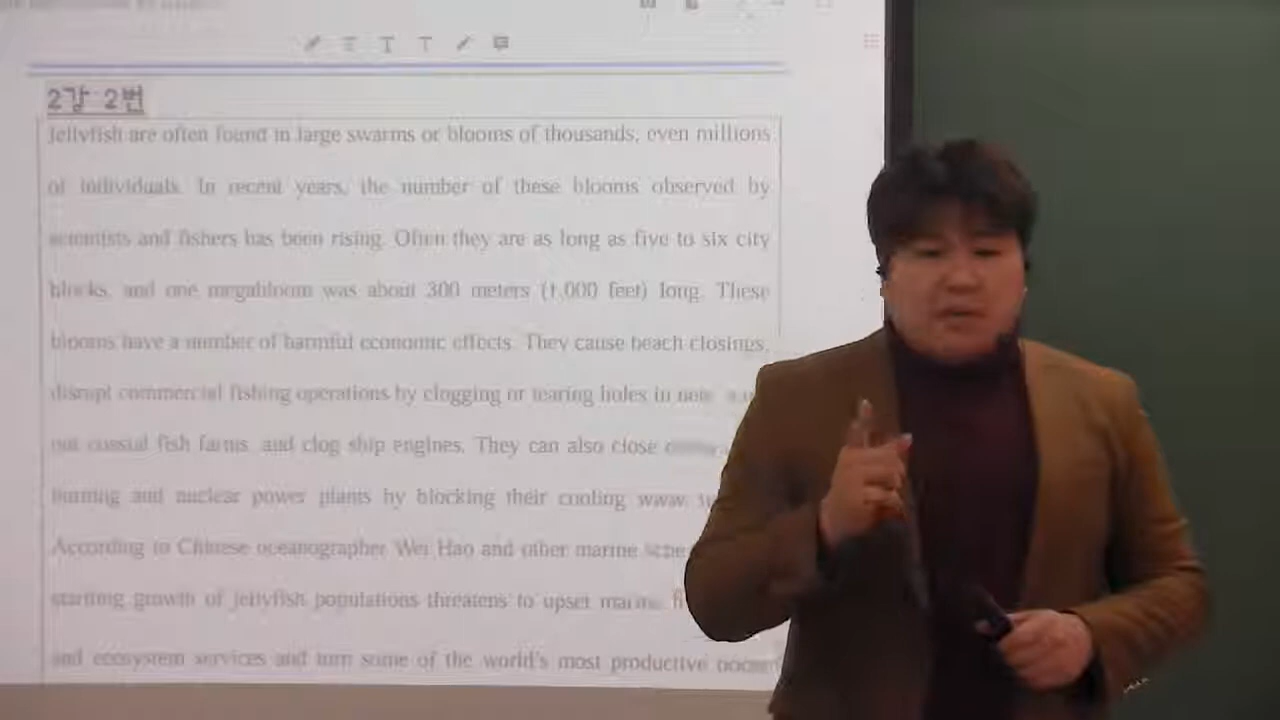 2강 2번
Jellyfish are often found in large swarms or blooms of thousands, even millions
of individuals. In recent years, the number of these blooms observed by
scientists and fishers has been rising. Often they are as long as five to six city
blocks, and one megabloom was about 300 meters (1,000 feet) long. These
blooms have a number of harmful economic effects. They cause beach closings,
disrupt commercial fishing operations by clogging or tearing holes in nets,
out coastal fish farms, and clog ship engines. They can also close
burning and nuclear power plants by blocking their cooling
According to Chinese oceanographer Wei Hao and other marine
startling growth of jellyfish populations threatens to upset marine
and ecosystem services and turn some of the world's most productive ocean